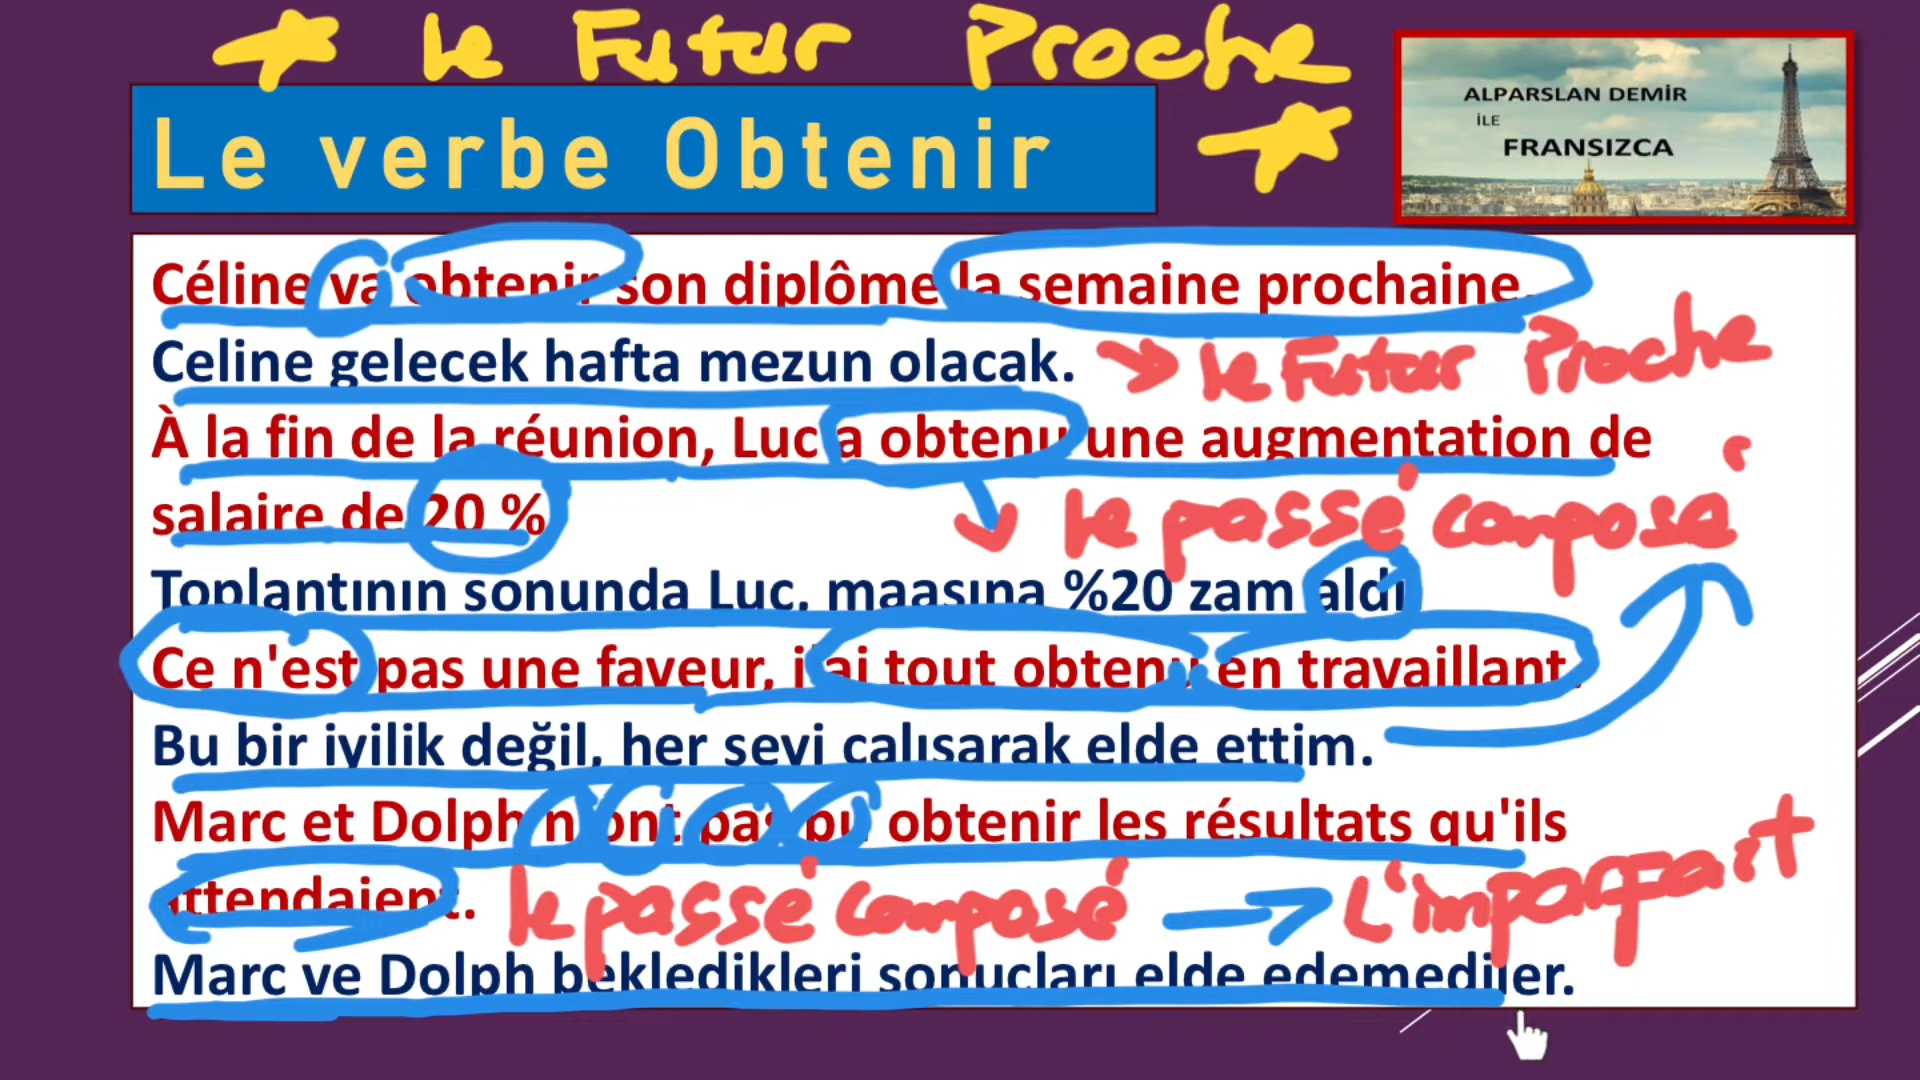 le Futur Proche
Le verbe Obtenir
ALPARSLAN DEMİR
İLE
FRANSIZCA
Céline va obtenir son diplôme la semaine prochaine.
Celine gelecek hafta mezun olacak.
le Futur Proche
À la fin de la réunion, Luc a obtenu une augmentation de
salaire de 20 %
le passé composé
Toplantının sonunda Luc, maaşına %20 zam aldı
Ce n'est pas une faveur, j'ai tout obtenu en travaillant.
Bu bir iyilik değil, her şeyi çalışarak elde ettim.
Marc et Dolph n'ont pas pu obtenir les résultats qu'ils
attendaient.
le passé composé
L'imparfait
Marc ve Dolph bekledikleri sonuçları elde edemediler.